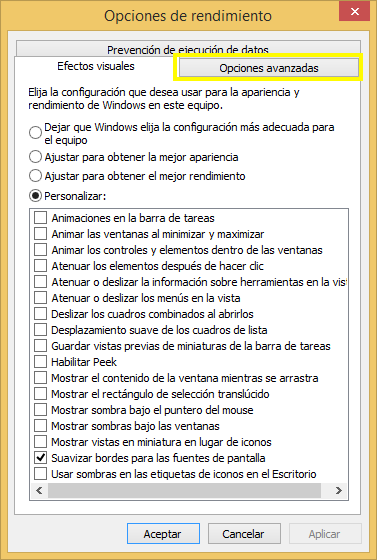 Opciones de rendimiento
Prevención de ejecución de datos
Efectos visuales
Opciones avanzadas
Elija la configuración que desea usar para la apariencia y
rendimiento de Windows en este equipo.
Dejar que Windows elija la configuración más adecuada para
el equipo
Ajustar para obtener la mejor apariencia
Ajustar para obtener el mejor rendimiento
Personalizar:
Animaciones en la barra de tareas
Animar las ventanas al minimizar y maximizar
Animar los controles y elementos dentro de las ventanas
Atenuar los elementos después de hacer clic
Atenuar o deslizar la información sobre herramientas en la vist
Atenuar o deslizar los menús en la vista
Deslizar los cuadros combinados al abrirlos
Desplazamiento suave de los cuadros de lista
Guardar vistas previas de miniaturas de la barra de tareas
Habilitar Peek
Mostrar el contenido de la ventana mientras se arrastra
Mostrar el rectángulo de selección translúcido
Mostrar sombra bajo el puntero del mouse
Mostrar sombras bajo las ventanas
Mostrar vistas en miniatura en lugar de iconos
Suavizar bordes para las fuentes de pantalla
Usar sombras en las etiquetas de iconos en el Escritorio
Aceptar
Cancelar
Aplicar